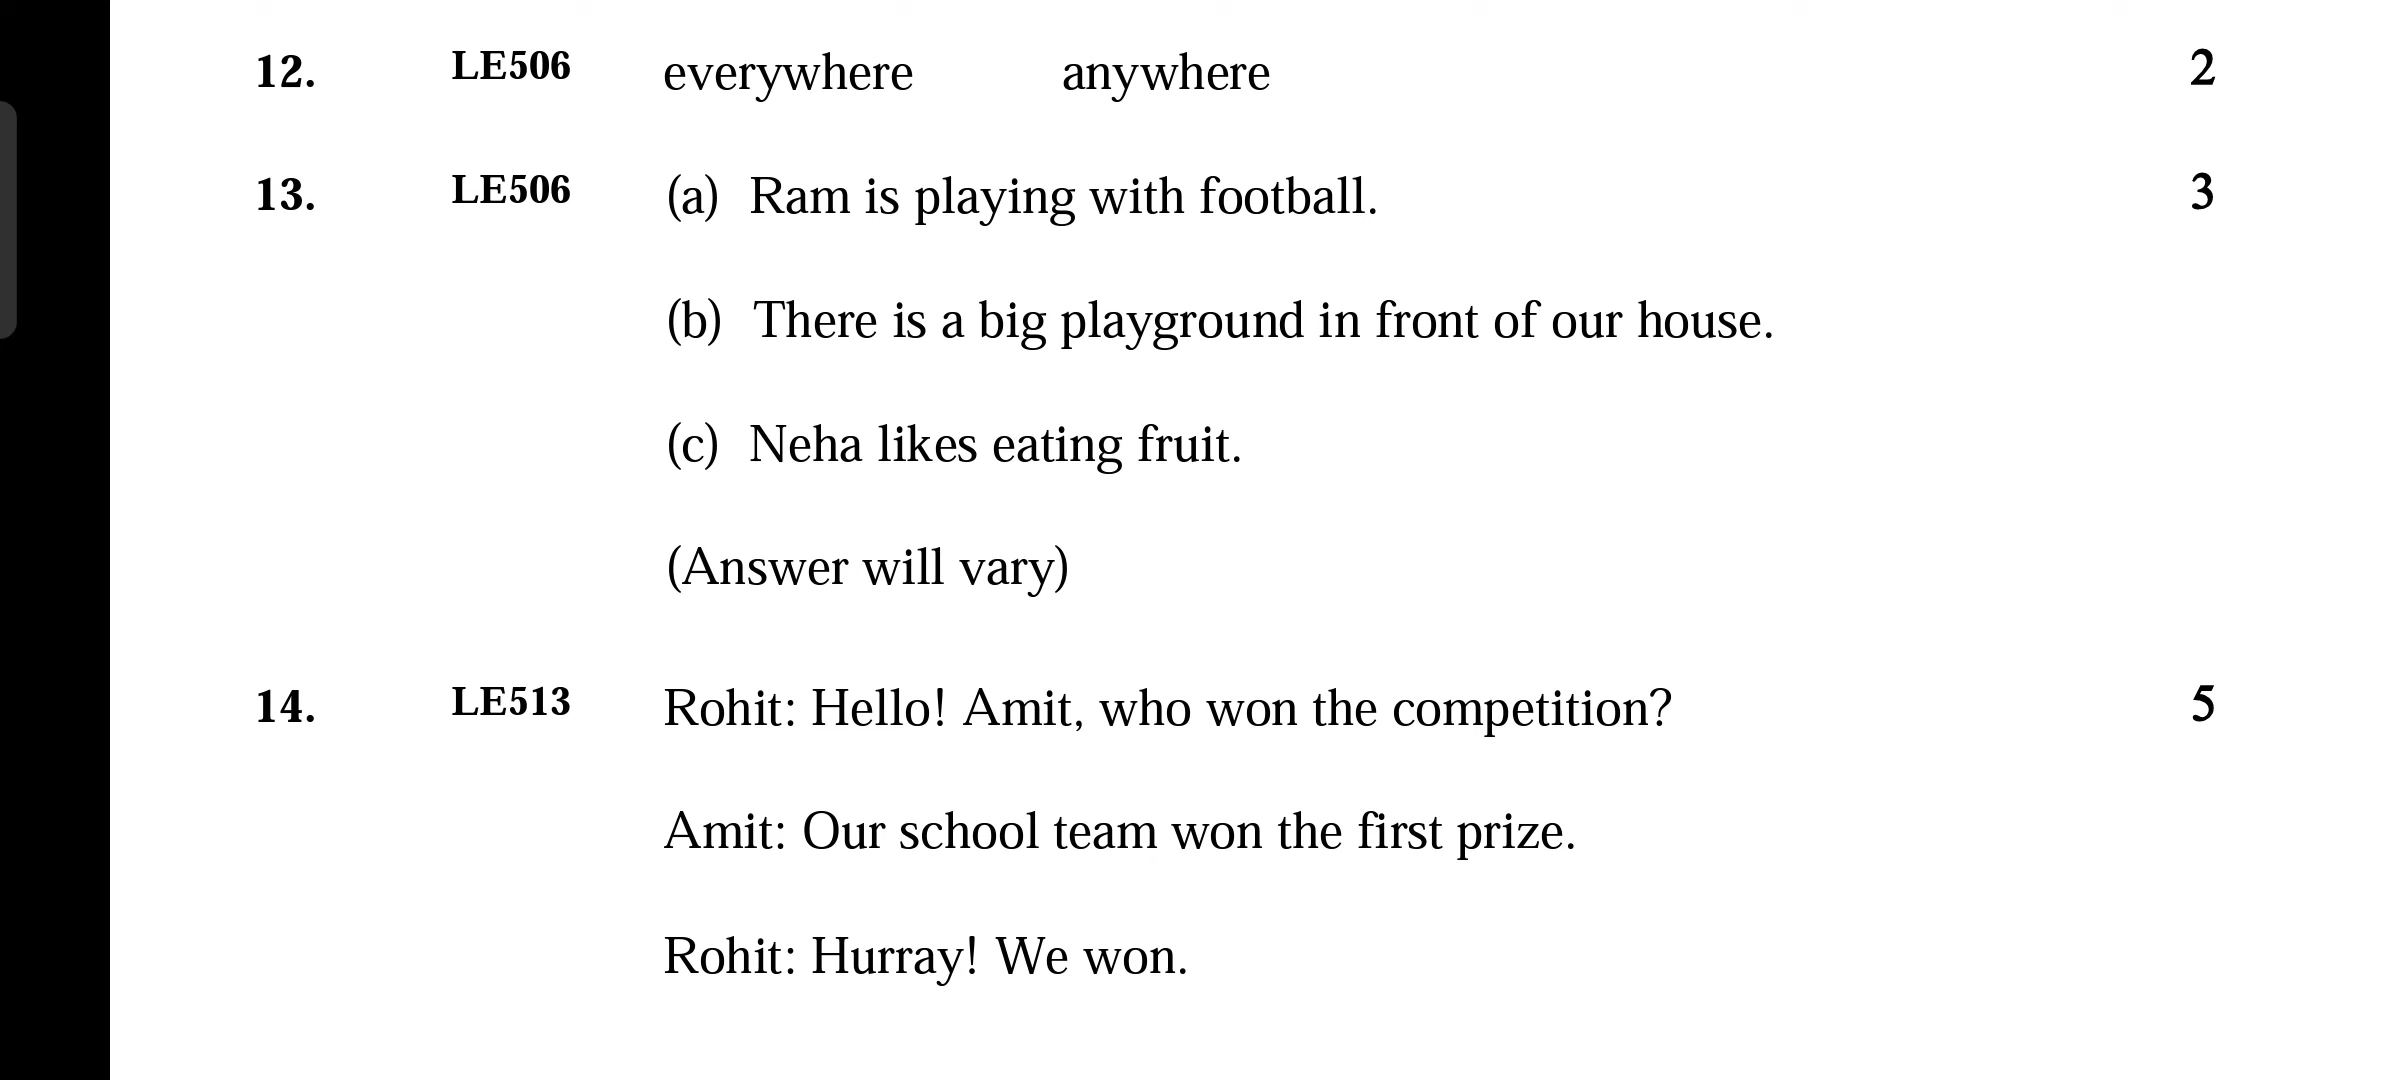 12. LE506 everywhere anywhere 2
13. LE506 (a) Ram is playing with football. 3
(b) There is a big playground in front of our house.
(c) Neha likes eating fruit.
(Answer will vary)
14. LE513 Rohit: Hello! Amit, who won the competition? 5
Amit: Our school team won the first prize.
Rohit: Hurray! We won.